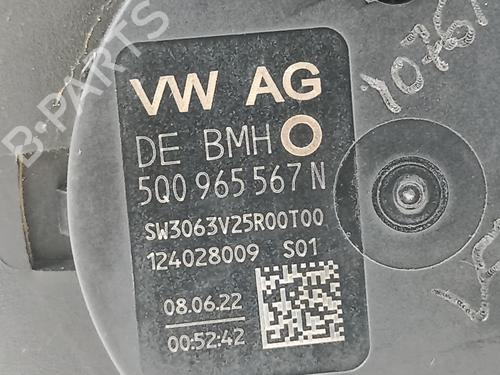 B-PARTS
VW AG
DE BMH
5Q0 965 567 N
SW3063V25R00T00
124028009 S01
08.06.22
00:52:42